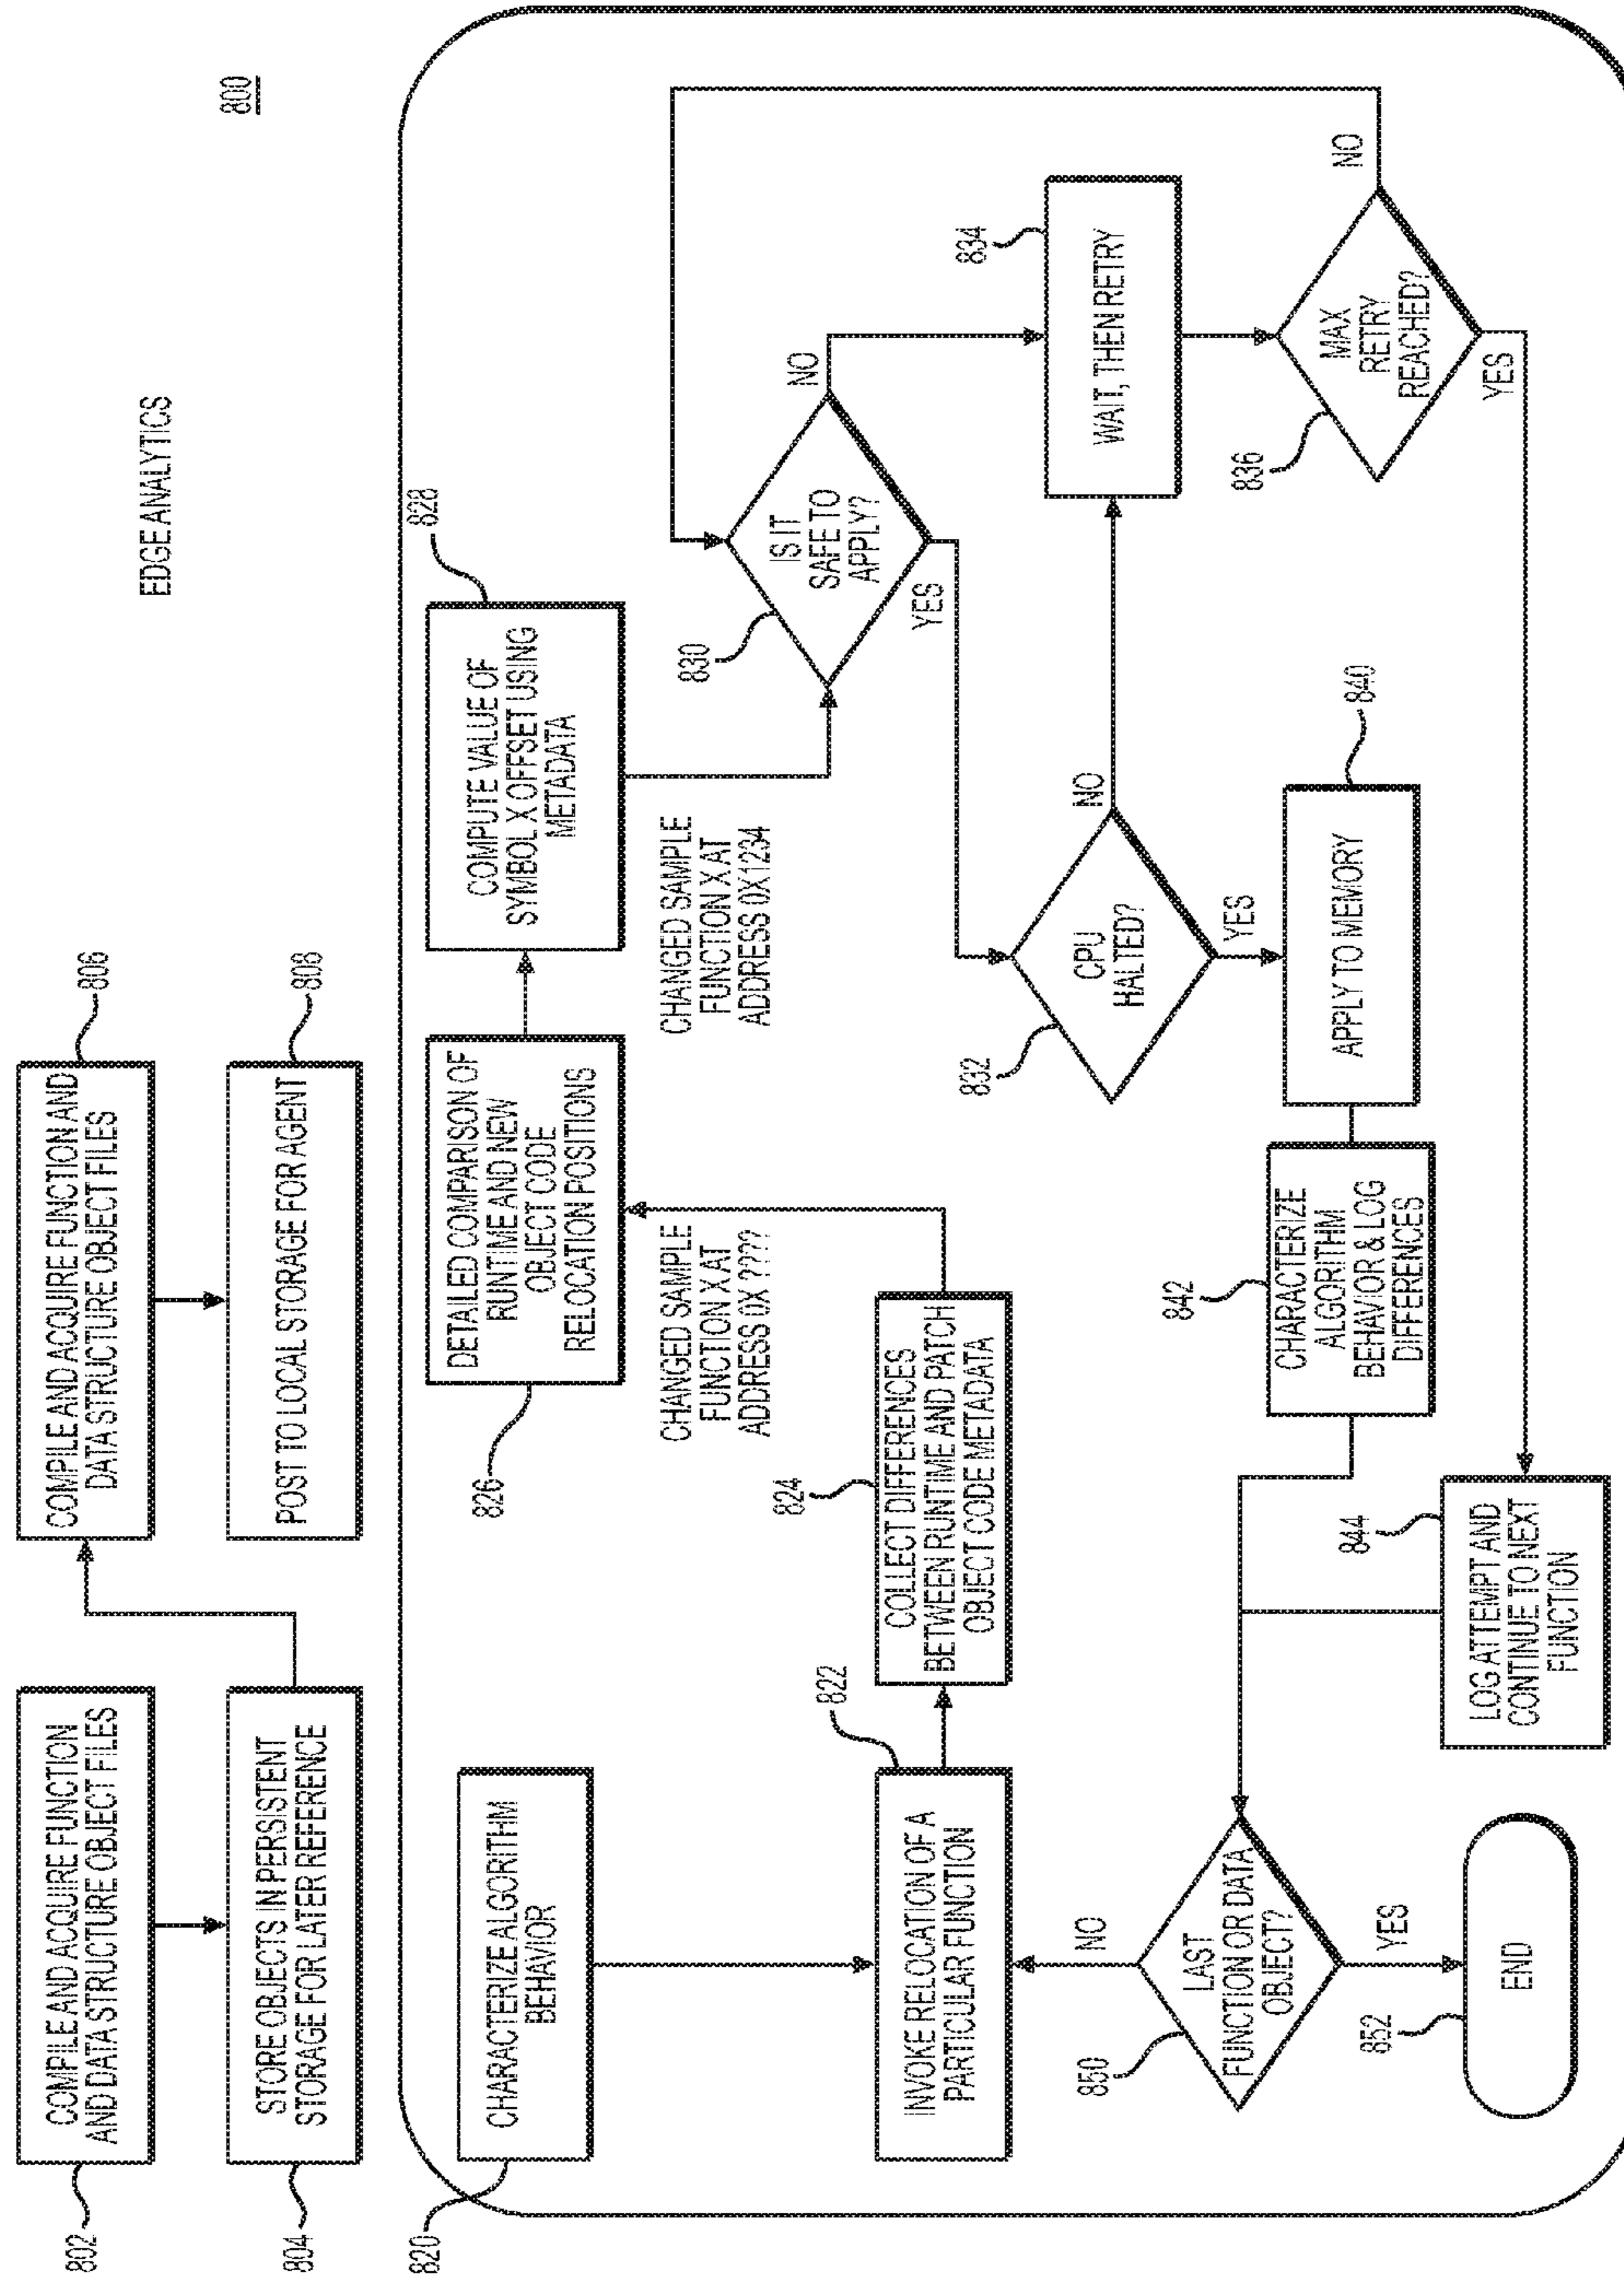 EDGE ANALYTICS
800
802
COMPILE AND ACQUIRE FUNCTION
AND DATA STRUCTURE OBJECT FILES
804
STORE OBJECTS IN PERSISTENT
STORAGE FOR LATER REFERENCE
806
COMPILE AND ACQUIRE FUNCTION AND
DATA STRUCTURE OBJECT FILES
808
POST TO LOCAL STORAGE FOR AGENT
820
CHARACTERIZE ALGORITHM
BEHAVIOR
822
INVOKE RELOCATION OF A
PARTICULAR FUNCTION
824
COLLECT DIFFERENCES
BETWEEN RUNTIME AND PATCH
OBJECT CODE METADATA
CHANGED SAMPLE
FUNCTION X AT
ADDRESS 0X ????
826
DETAILED COMPARISON OF
RUNTIME AND NEW
OBJECT CODE
RELOCATION POSITIONS
CHANGED SAMPLE
FUNCTION X AT
ADDRESS 0X1234
828
COMPUTE VALUE OF
SYMBOL X OFFSET USING
METADATA
830
IS IT
SAFE TO
APPLY?
NO
YES
832
CPU
HALTED?
NO
YES
834
WAIT, THEN RETRY
836
MAX
RETRY
REACHED?
NO
YES
840
APPLY TO MEMORY
842
CHARACTERIZE
ALGORITHM
BEHAVIOR & LOG
DIFFERENCES
844
LOG ATTEMPT AND
CONTINUE TO NEXT
FUNCTION
850
LAST
FUNCTION OR DATA
OBJECT?
NO
YES
852
END